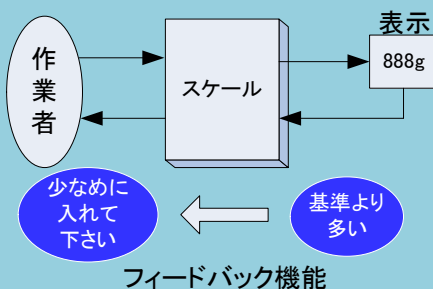 表示
作
業
者
スケール
888g
少なめに
入れて
下さい
基準より
多い
フィードバック機能